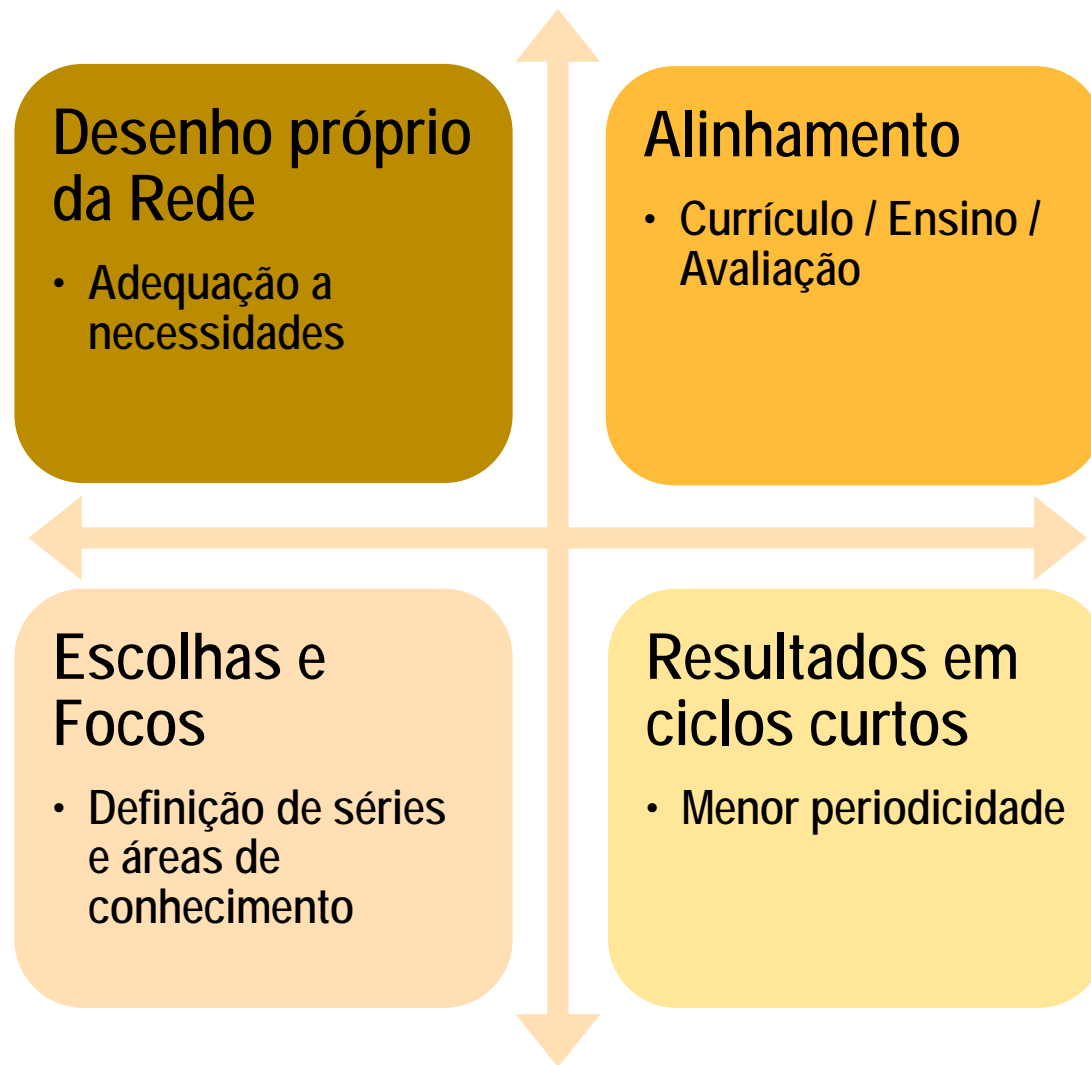 Desenho próprio
da Rede
• Adequação a
necessidades
Alinhamento
• Currículo / Ensino /
Avaliação
Escolhas e
Focos
• Definição de séries
e áreas de
conhecimento
Resultados em
ciclos curtos
• Menor periodicidade